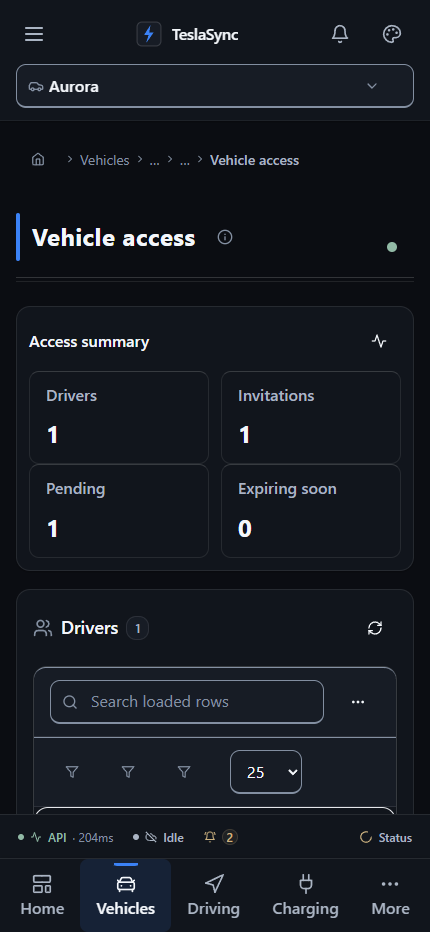 TeslaSync
Aurora
Vehicles ... ... Vehicle access
Vehicle access
Access summary
Drivers
1
Invitations
1
Pending
1
Expiring soon
0
Drivers 1
Search loaded rows
25
API · 204ms Idle 2 Status
Home Vehicles Driving Charging More